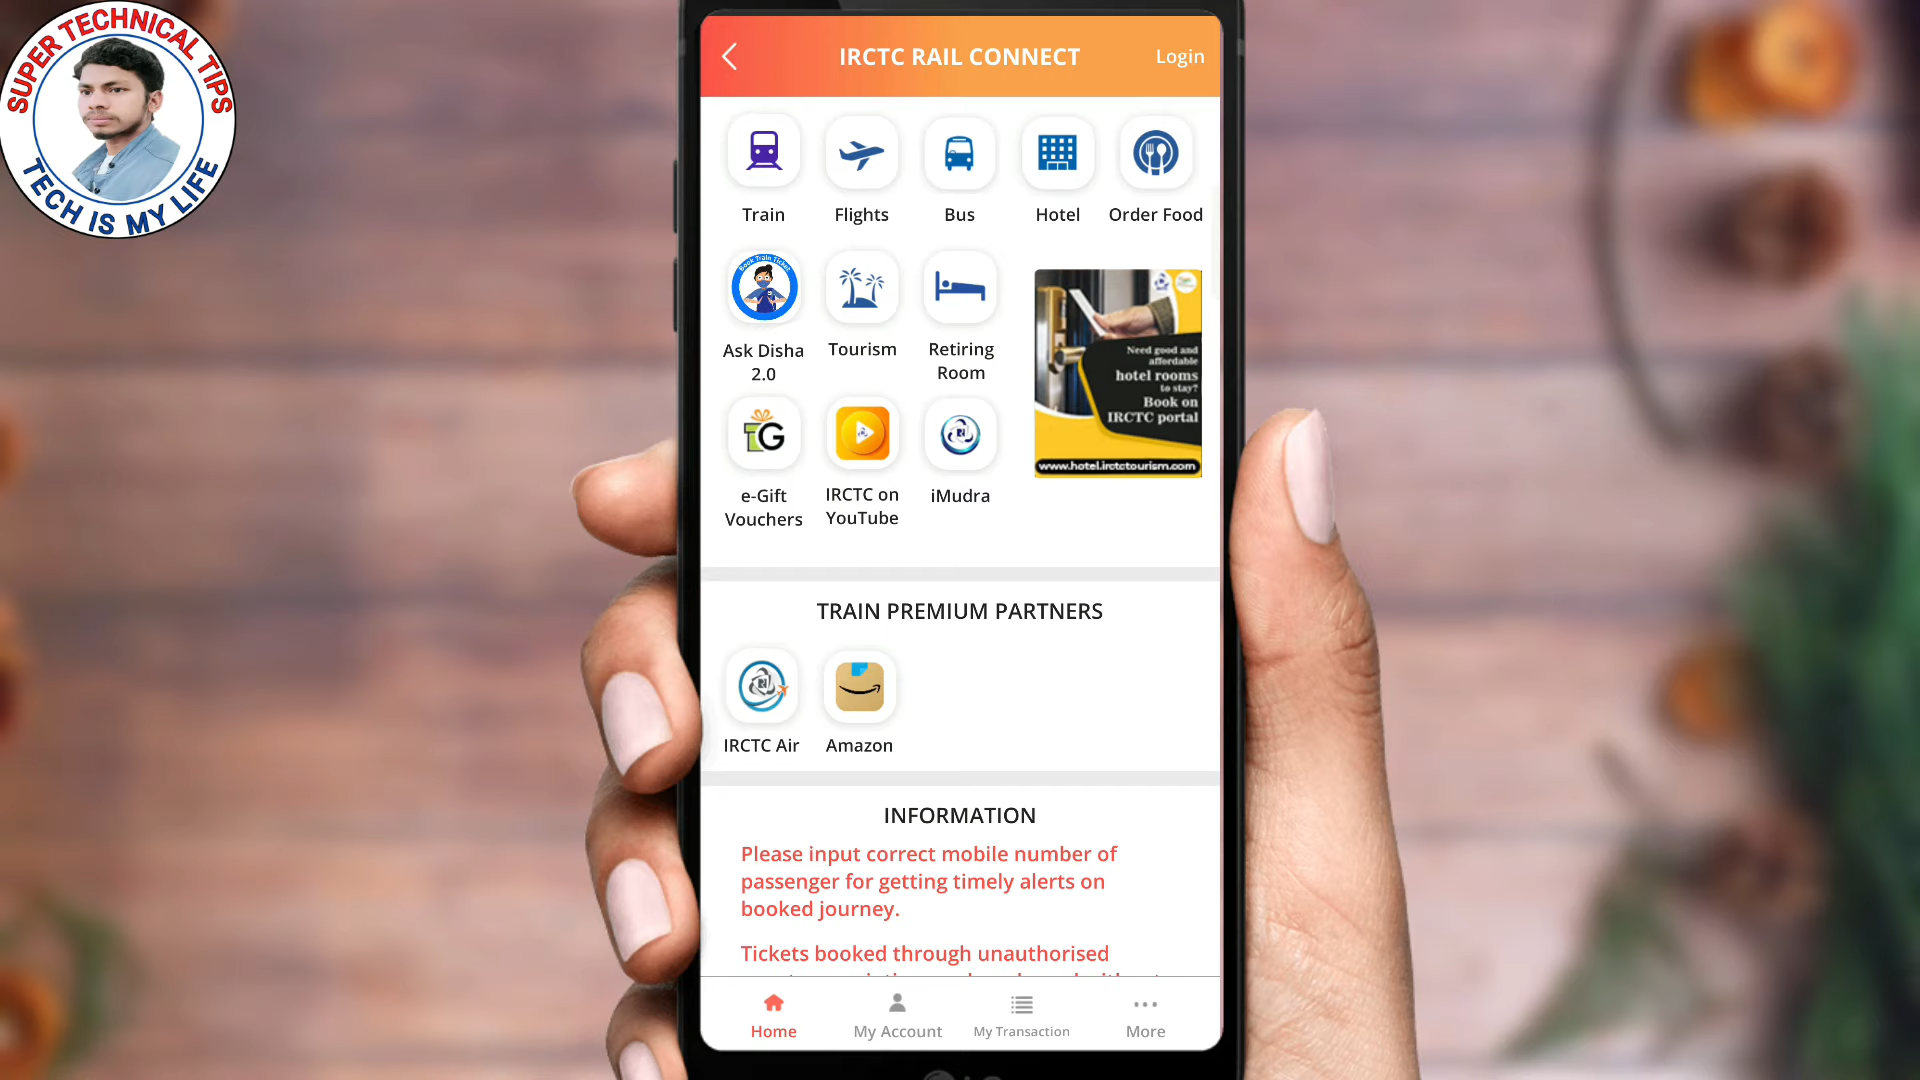 SUPER TECHNICAL TIPS
TECH IS MY LIFE
IRCTC RAIL CONNECT
Login
Train
Flights
Bus
Hotel
Order Food
Book Train Ticket
Ask Disha
2.0
Tourism
Retiring
Room
Need good and
affordable
hotel rooms
to stay?
Book on
IRCTC portal
www.hotel.irctctourism.com
TG
e-Gift
Vouchers
IRCTC on
YouTube
iMudra
TRAIN PREMIUM PARTNERS
IRCTC Air
Amazon
INFORMATION
Please input correct mobile number of
passenger for getting timely alerts on
booked journey.
Tickets booked through unauthorised
Home
My Account
My Transaction
More